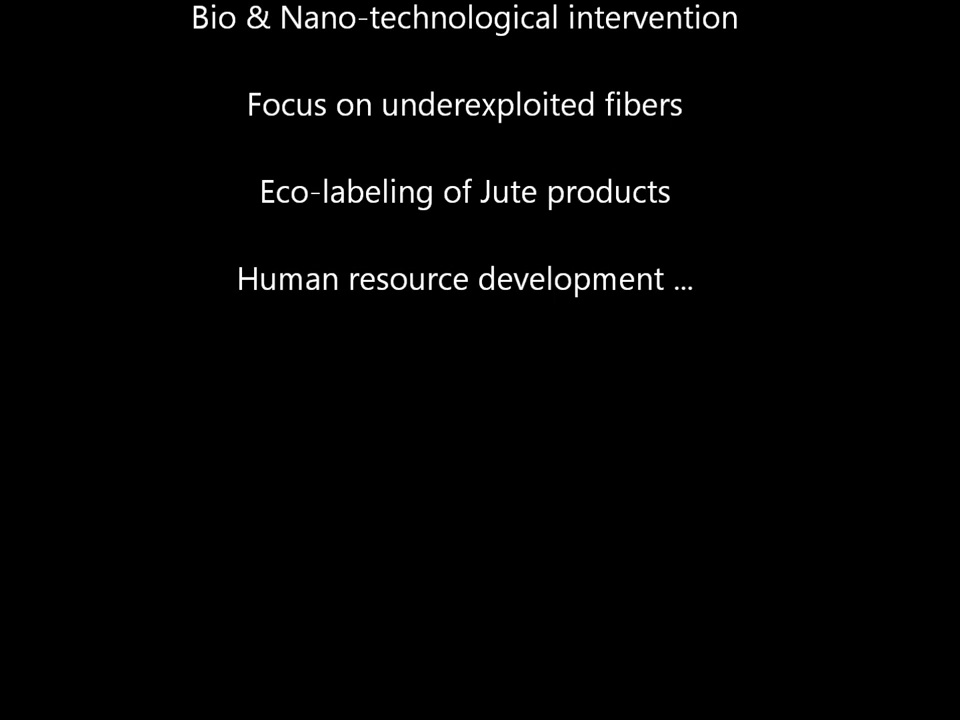 Bio & Nano-technological intervention
Focus on underexploited fibers
Eco-labeling of Jute products
Human resource development ...